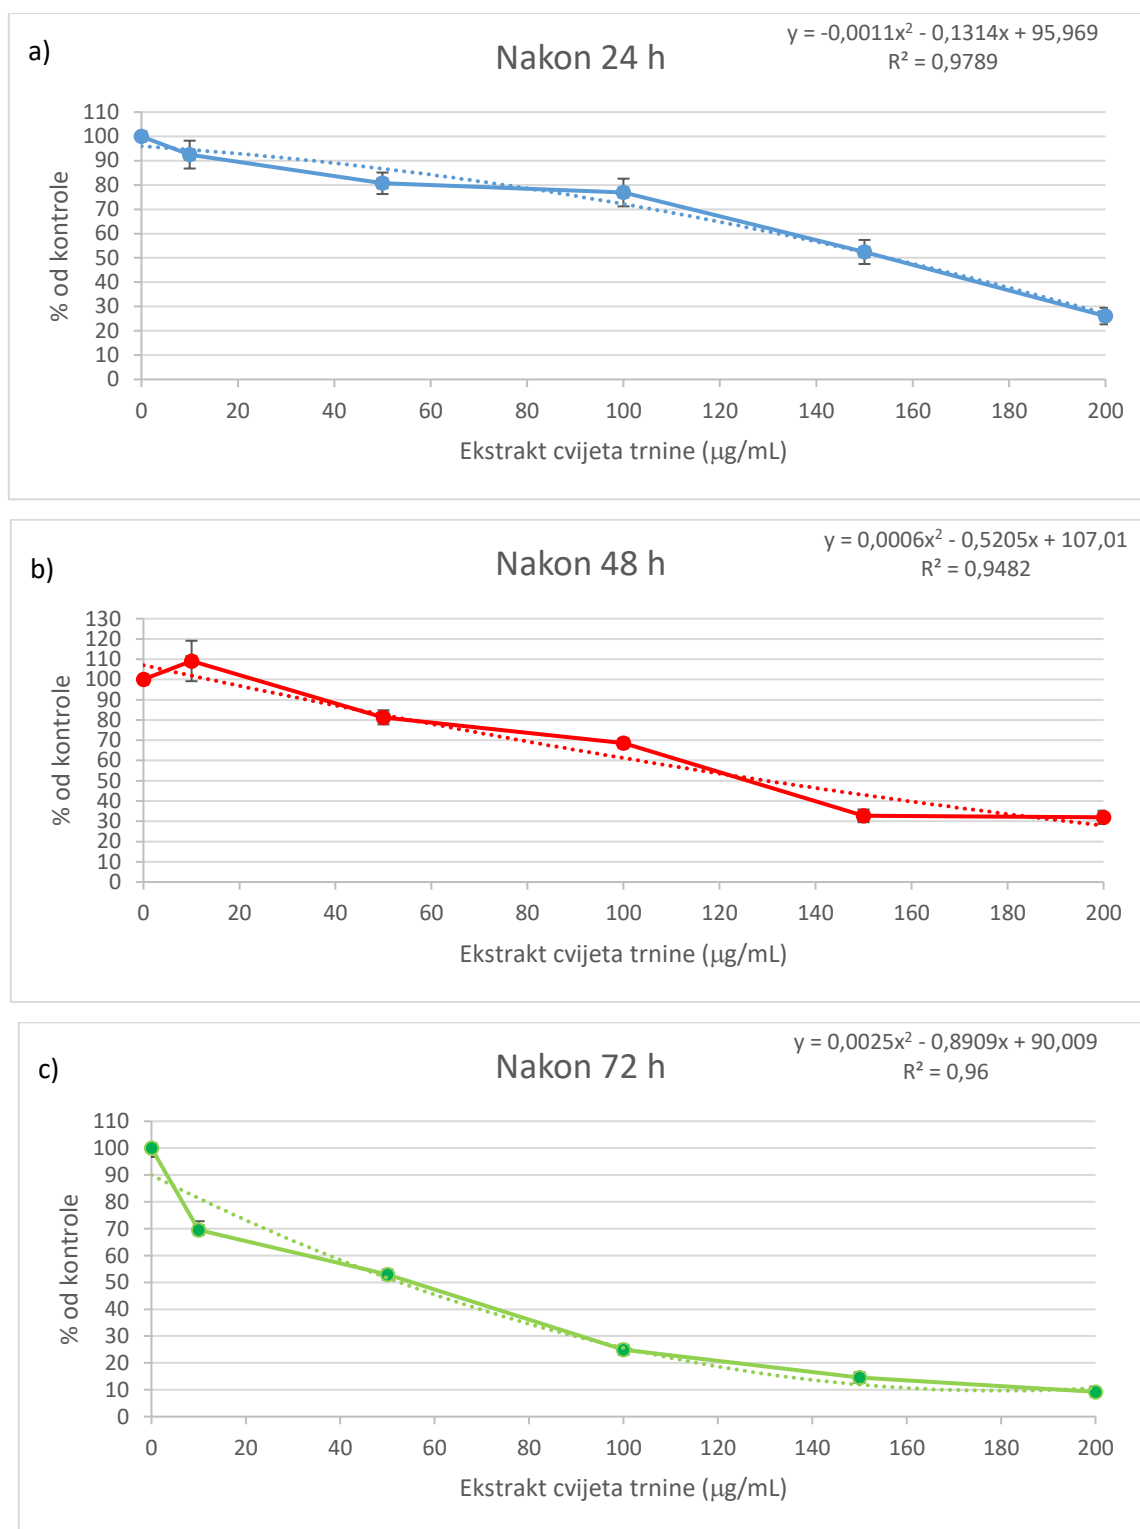 a)
Nakon 24 h
y = -0,0011x² - 0,1314x + 95,969
R² = 0,9789
% od kontrole
110
100
90
80
70
60
50
40
30
20
10
0
0 20 40 60 80 100 120 140 160 180 200
Ekstrakt cvijeta trnine (µg/mL)
b)
Nakon 48 h
y = 0,0006x² - 0,5205x + 107,01
R² = 0,9482
% od kontrole
130
120
110
100
90
80
70
60
50
40
30
20
10
0
0 20 40 60 80 100 120 140 160 180 200
Ekstrakt cvijeta trnine (µg/mL)
c)
Nakon 72 h
y = 0,0025x² - 0,8909x + 90,009
R² = 0,96
% od kontrole
110
100
90
80
70
60
50
40
30
20
10
0
0 20 40 60 80 100 120 140 160 180 200
Ekstrakt cvijeta trnine (µg/mL)